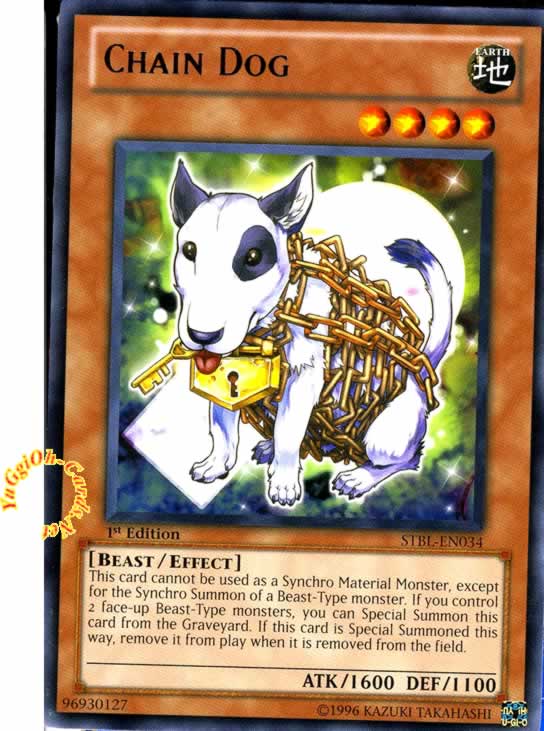 CHAIN DOG
EARTH
地
1st Edition
STBL-EN034
[BEAST / EFFECT]
This card cannot be used as a Synchro Material Monster, except
for the Synchro Summon of a Beast-Type monster. If you control
2 face-up Beast-Type monsters, you can Special Summon this
card from the Graveyard. If this card is Special Summoned this
way, remove it from play when it is removed from the field.
ATK/1600 DEF/1100
96930127
©1996 KAZUKI TAKAHASHI
YuGgiOh-Cards.Net